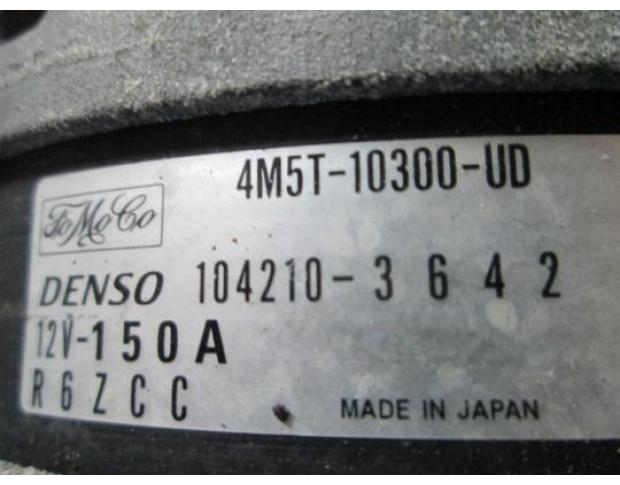 4M5T-10300-UD
FoMoCo
DENSO 104210-3642
12V-150A
R6ZCC
MADE IN JAPAN